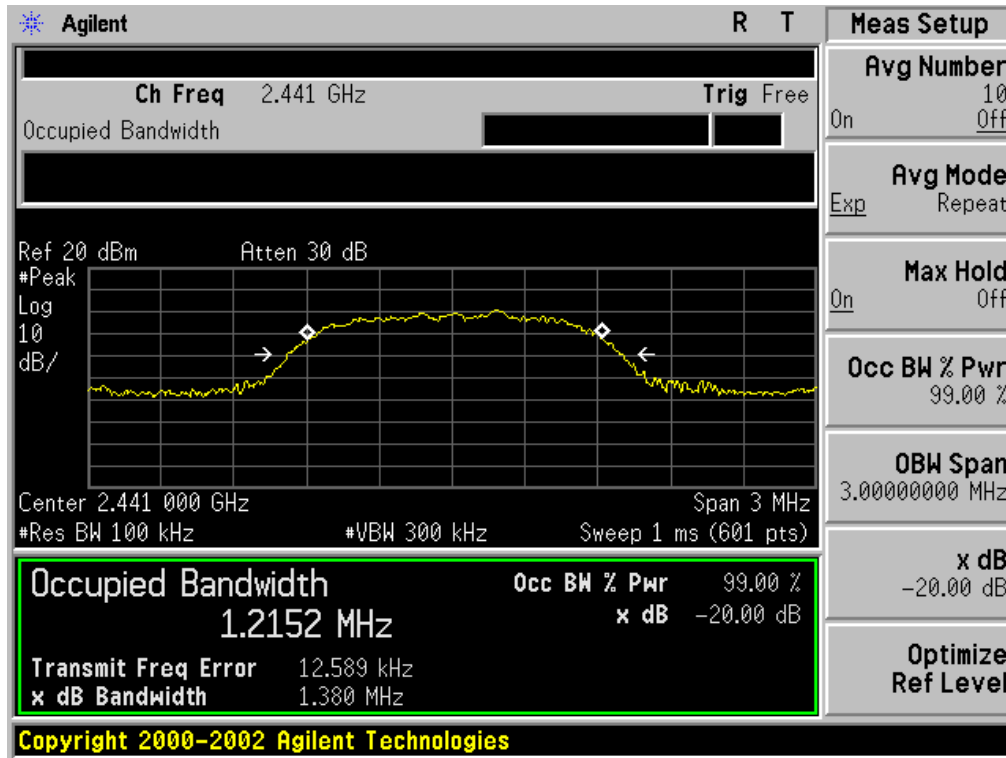 Agilent R T
Ch Freq 2.441 GHz Trig Free
Occupied Bandwidth
Ref 20 dBm Atten 30 dB
#Peak
Log
10
dB/
Center 2.441 000 GHz Span 3 MHz
#Res BW 100 kHz #VBW 300 kHz Sweep 1 ms (601 pts)
Occupied Bandwidth
1.2152 MHz
Occ BW % Pwr 99.00 %
x dB -20.00 dB
Transmit Freq Error 12.589 kHz
x dB Bandwidth 1.380 MHz
Copyright 2000-2002 Agilent Technologies
Meas Setup
Avg Number
10
On Off
Avg Mode
Exp Repeat
Max Hold
On Off
Occ BW % Pwr
99.00 %
OBW Span
3.00000000 MHz
x dB
-20.00 dB
Optimize
Ref Level